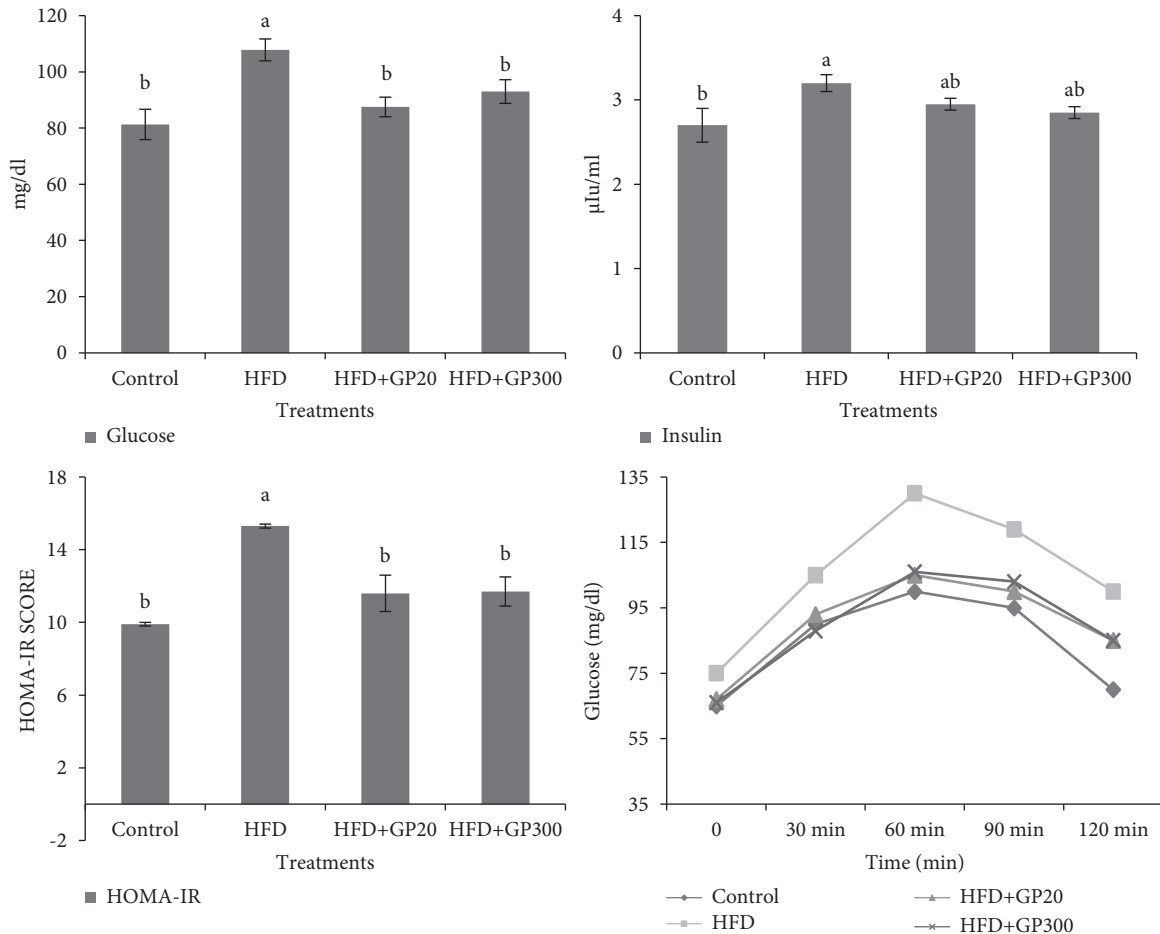 120
100
80
60
40
20
0
mg/dl
b
a
b
b
Control
HFD
HFD+GP20
HFD+GP300
Treatments
Glucose
4
3
2
1
0
µIu/ml
b
a
ab
ab
Control
HFD
HFD+GP20
HFD+GP300
Treatments
Insulin
18
14
10
6
2
-2
HOMA-IR SCORE
b
a
b
b
Control
HFD
HFD+GP20
HFD+GP300
Treatments
HOMA-IR
135
115
95
75
55
35
Glucose (mg/dl)
0
30 min
60 min
90 min
120 min
Time (min)
Control
HFD
HFD+GP20
HFD+GP300